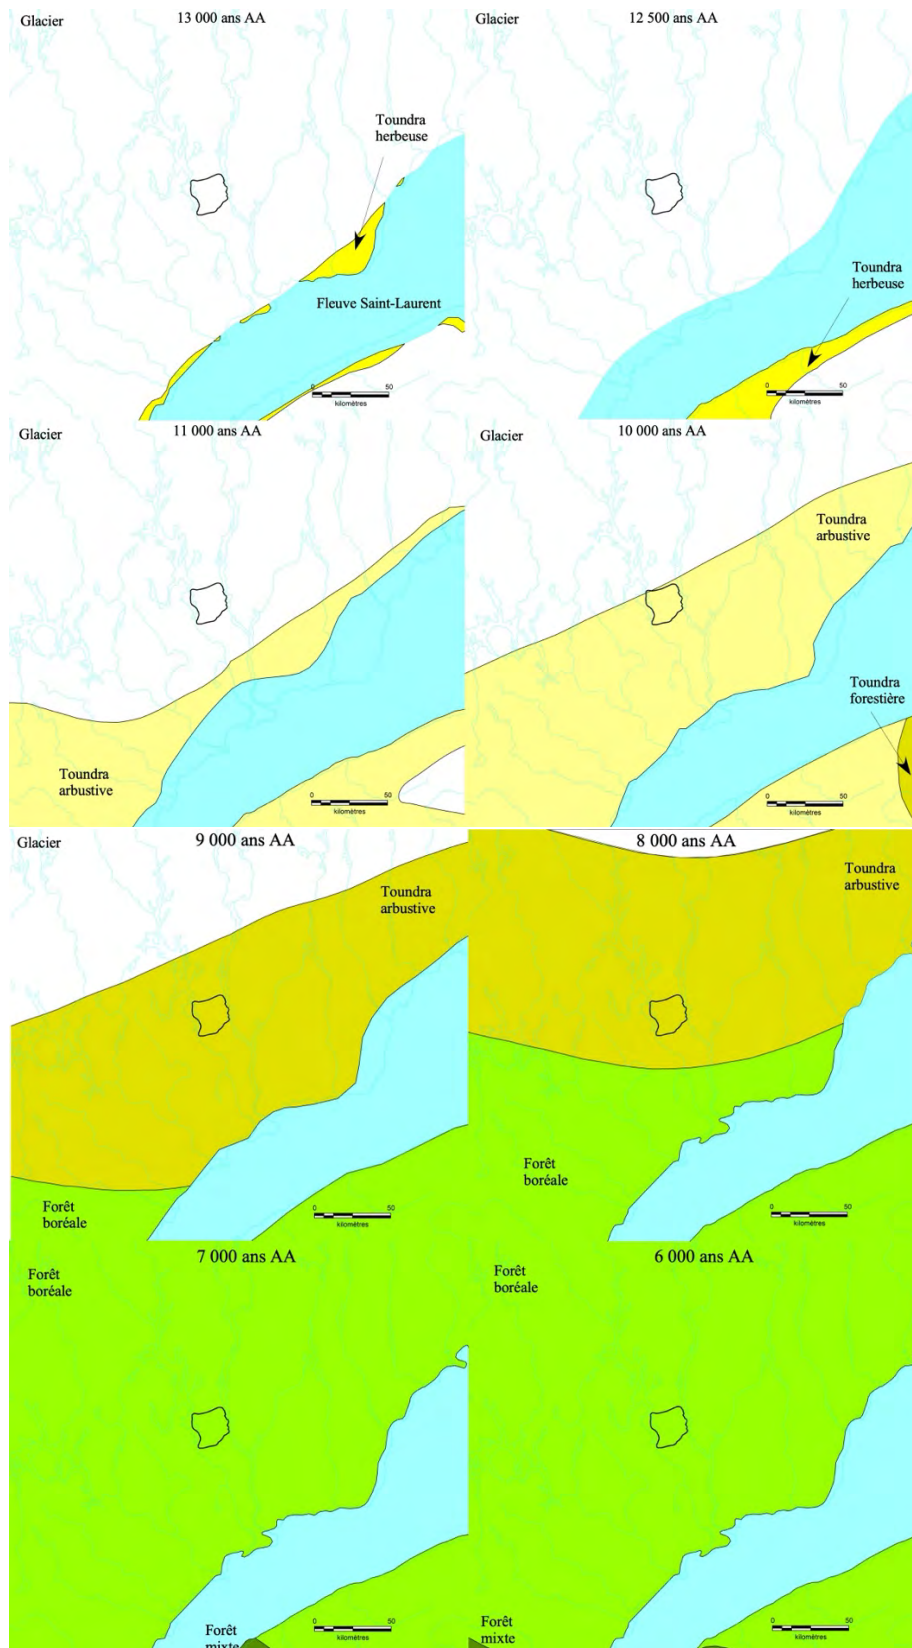 Glacier
13 000 ans AA
Toundra
herbeuse
Fleuve Saint-Laurent
0 50
kilomètres
12 500 ans AA
Toundra
herbeuse
0 50
kilomètres
Glacier
11 000 ans AA
Toundra
arbustive
0 50
kilomètres
Glacier
10 000 ans AA
Toundra
arbustive
Toundra
forestière
0 50
kilomètres
Glacier
9 000 ans AA
Toundra
arbustive
Forêt
boréale
0 50
kilomètres
8 000 ans AA
Toundra
arbustive
Forêt
boréale
0 50
kilomètres
7 000 ans AA
Forêt
boréale
0 50
kilomètres
Forêt
mixte
6 000 ans AA
Forêt
boréale
0 50
kilomètres
Forêt
mixte